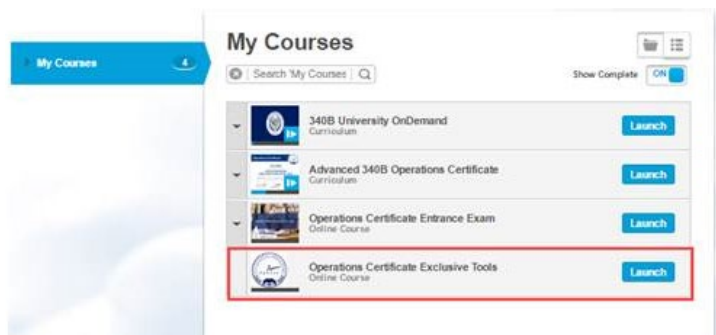 My Courses
4
My Courses
Search 'My Courses
Show Complete
ON
340B University OnDemand
Curriculum
Launch
Advanced 340B Operations Certificate
Curriculum
Launch
Operations Certificate Entrance Exam
Online Course
Launch
Operations Certificate Exclusive Tools
Online Course
Launch